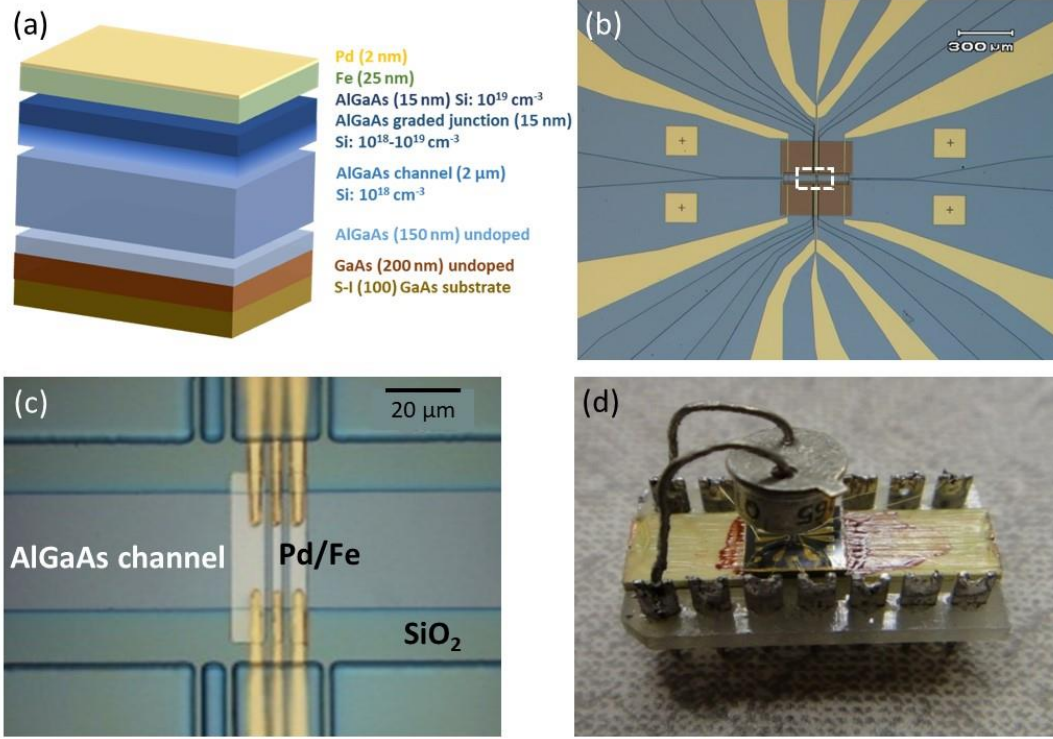 (a)
Pd (2 nm)
Fe (25 nm)
AlGaAs (15 nm) Si: 10¹⁹ cm⁻³
AlGaAs graded junction (15 nm)
Si: 10¹⁸-10¹⁹ cm⁻³
AlGaAs channel (2 µm)
Si: 10¹⁸ cm⁻³
AlGaAs (150 nm) undoped
GaAs (200 nm) undoped
S-I (100) GaAs substrate
(b)
300 µm
(c)
20 µm
AlGaAs channel
Pd/Fe
SiO₂
(d)
65
0